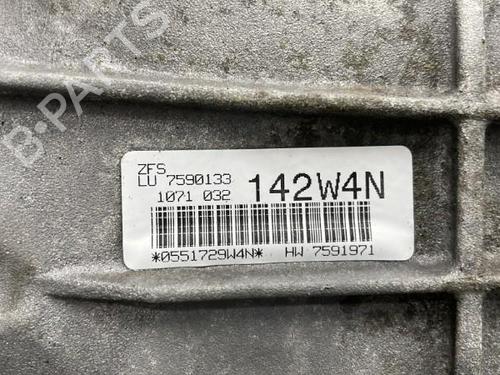 B-PARTS
ZFS
LU 7590133
1071 032 142W4N
*0551729W4N* HW 7591971